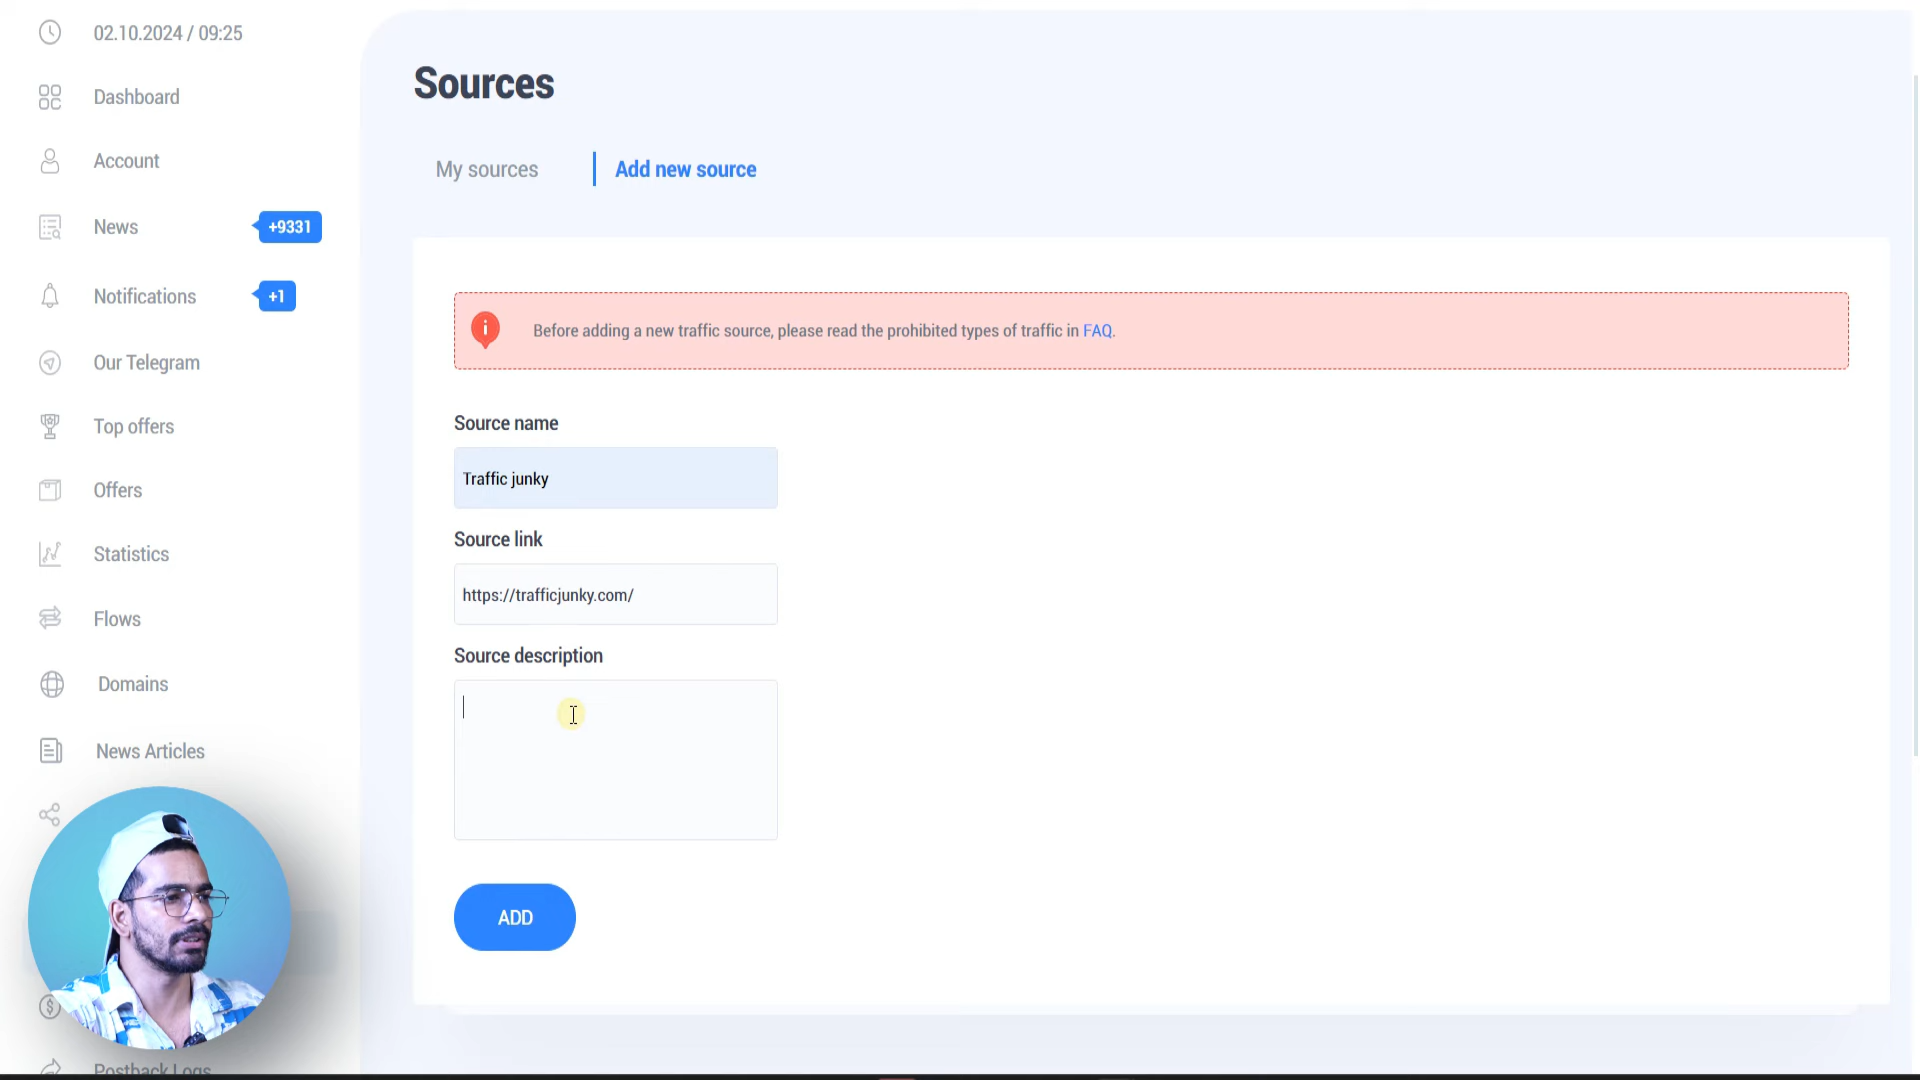 02.10.2024 / 09:25
Dashboard
Account
News
+9331
Notifications
+1
Our Telegram
Top offers
Offers
Statistics
Flows
Domains
News Articles
Postback Logs
Sources
My sources
Add new source
Before adding a new traffic source, please read the prohibited types of traffic in FAQ.
Source name
Traffic junky
Source link
https://trafficjunky.com/
Source description
ADD